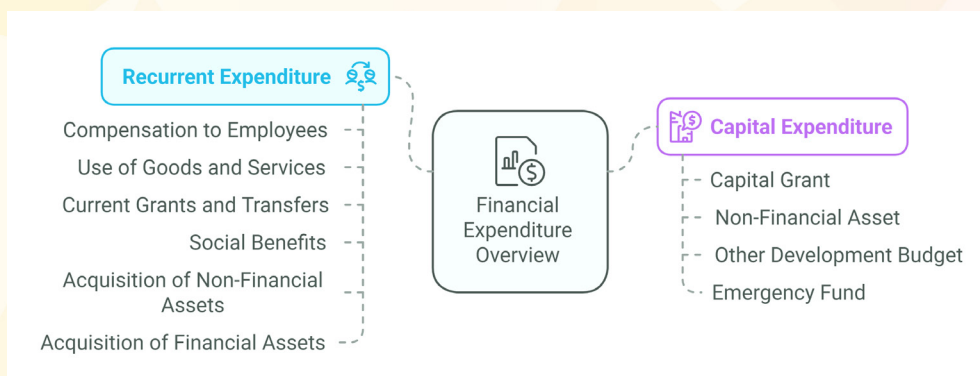 Recurrent Expenditure
Compensation to Employees
Use of Goods and Services
Current Grants and Transfers
Social Benefits
Acquisition of Non-Financial
Assets
Acquisition of Financial Assets
Financial
Expenditure
Overview
Capital Expenditure
Capital Grant
Non-Financial Asset
Other Development Budget
Emergency Fund